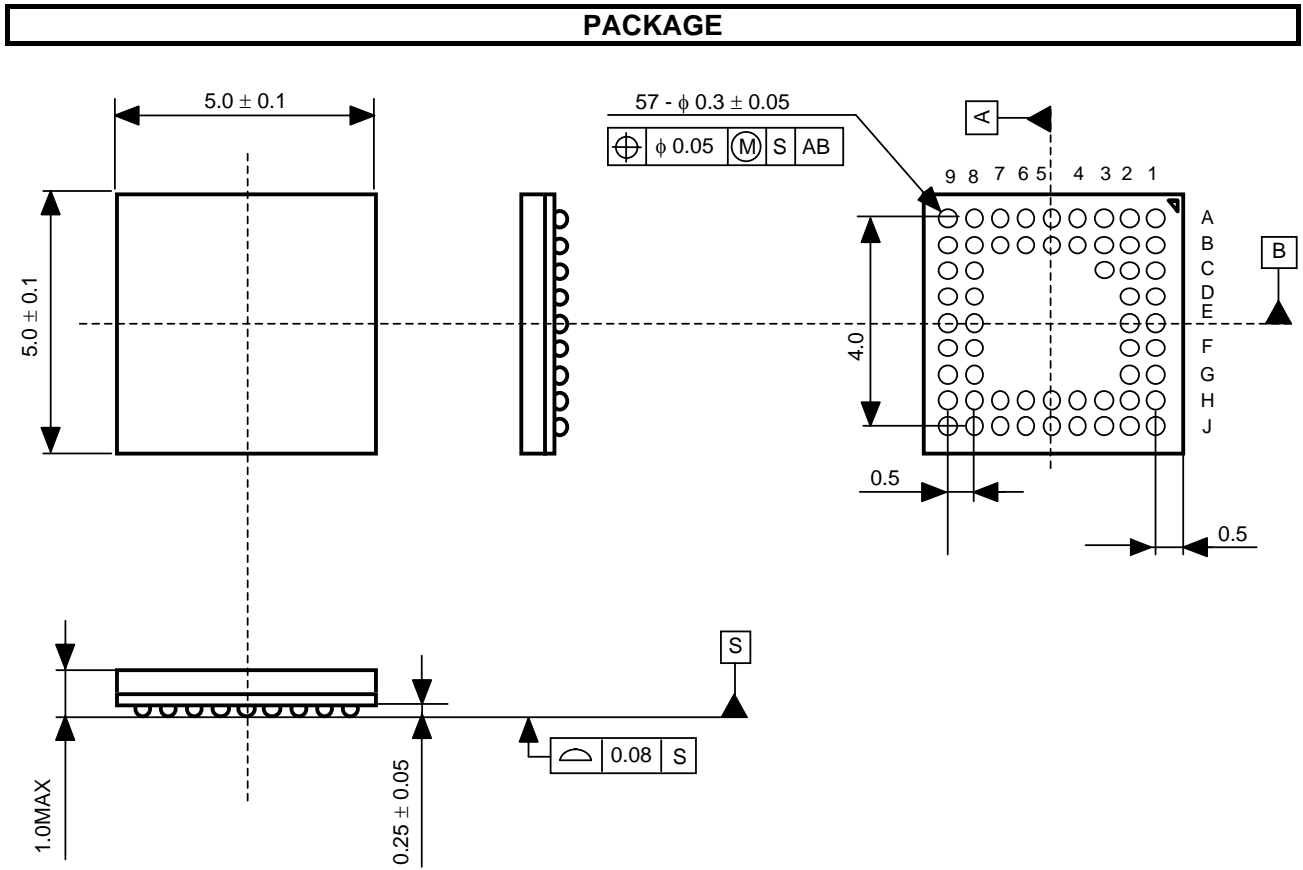 PACKAGE
5.0 ± 0.1
57 - ϕ 0.3 ± 0.05
ϕ 0.05 M S AB
A
9 8 7 6 5 4 3 2 1
A
B
C
D
E
F
G
H
J
B
5.0 ± 0.1
4.0
0.5
0.5
S
0.08 S
1.0MAX
0.25 ± 0.05